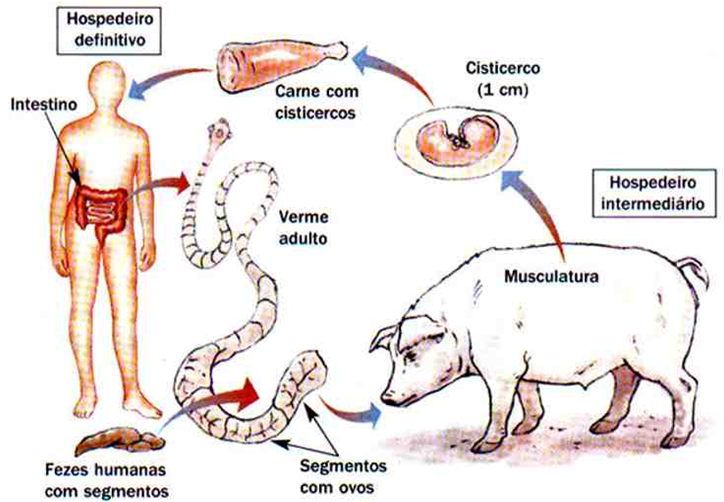 Hospedeiro
definitivo
Intestino
Carne com
cisticercos
Cisticerco
(1 cm)
Hospedeiro
intermediário
Verme
adulto
Musculatura
Fezes humanas
com segmentos
Segmentos
com ovos